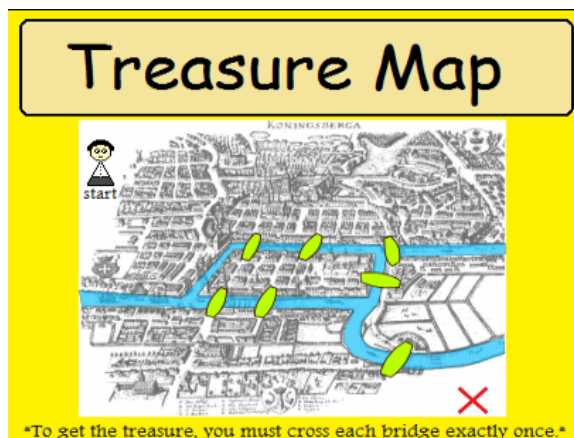 Treasure Map
KONINGSBERGA
start
*To get the treasure, you must cross each bridge exactly once.*